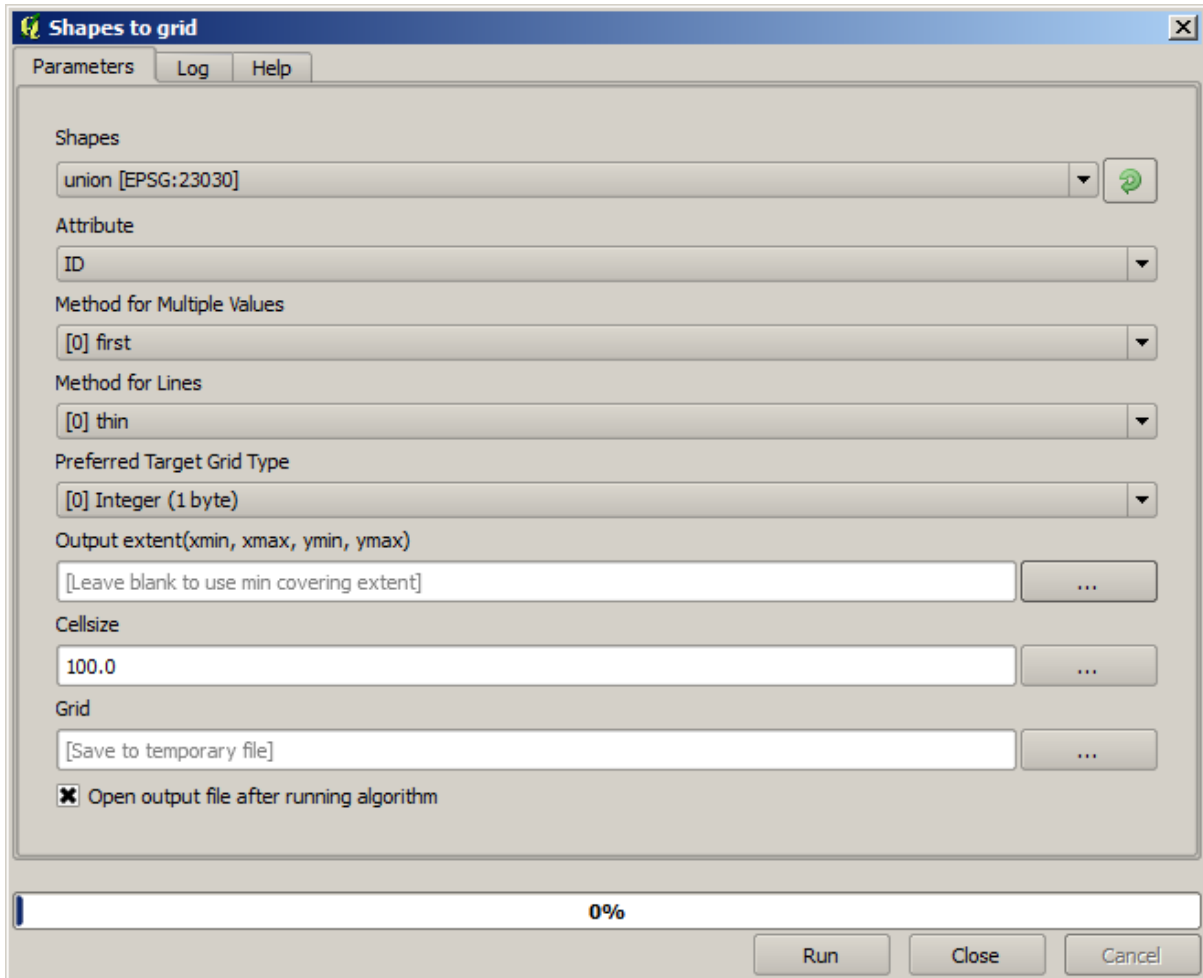 Shapes to grid
Parameters Log Help
Shapes
union [EPSG:23030]
Attribute
ID
Method for Multiple Values
[0] first
Method for Lines
[0] thin
Preferred Target Grid Type
[0] Integer (1 byte)
Output extent(xmin, xmax, ymin, ymax)
[Leave blank to use min covering extent] ...
Cellsize
100.0 ...
Grid
[Save to temporary file] ...
Open output file after running algorithm
0%
Run Close Cancel